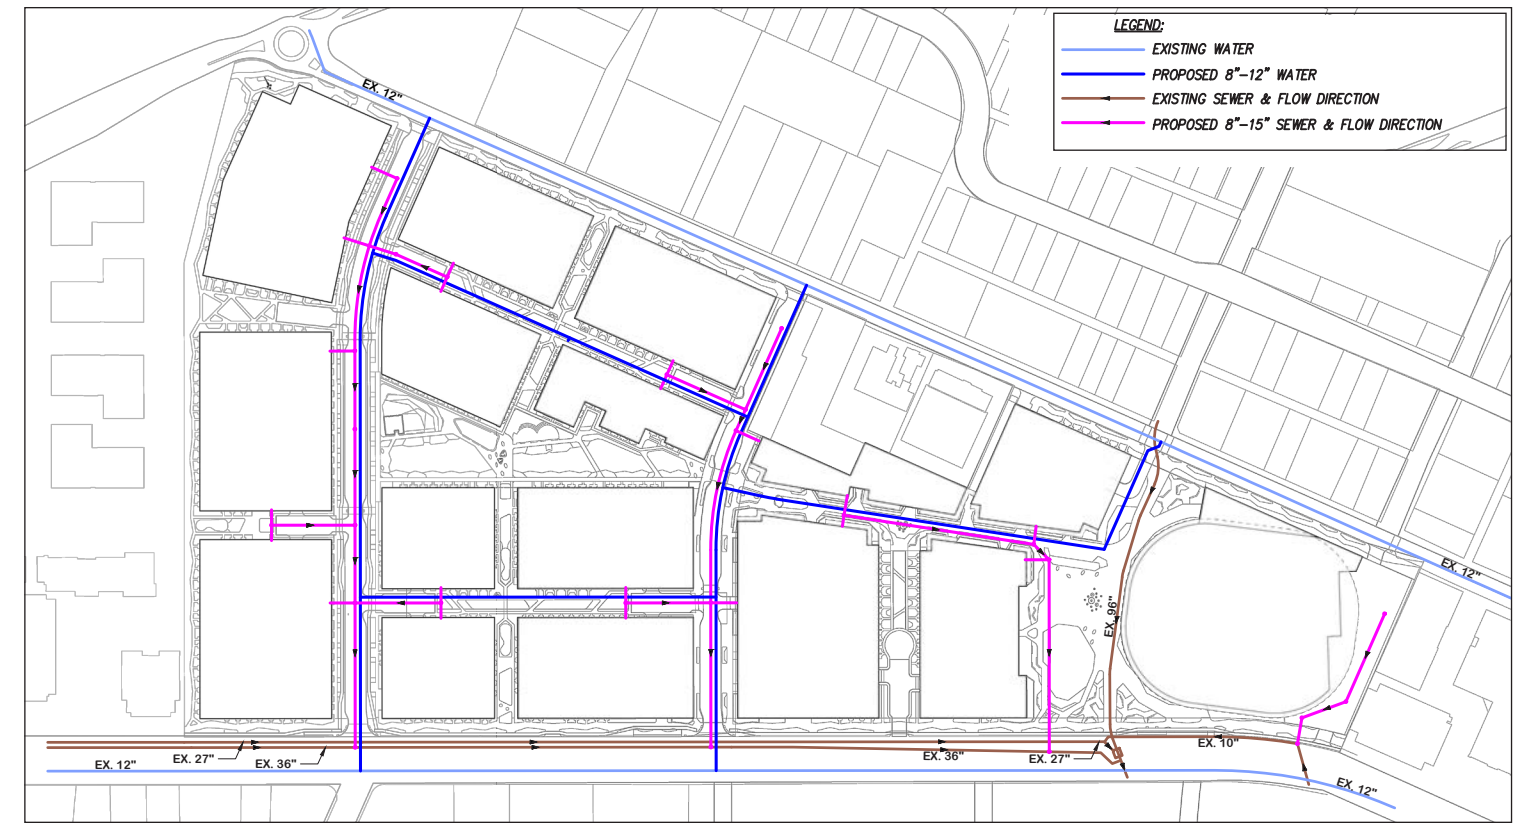 LEGEND:
EXISTING WATER
PROPOSED 8"-12" WATER
EXISTING SEWER & FLOW DIRECTION
PROPOSED 8"-15" SEWER & FLOW DIRECTION
EX. 12"
EX. 12"
EX. 96"
EX. 10"
EX. 27"
EX. 36"
EX. 36"
EX. 27"
EX. 12"
EX. 12"